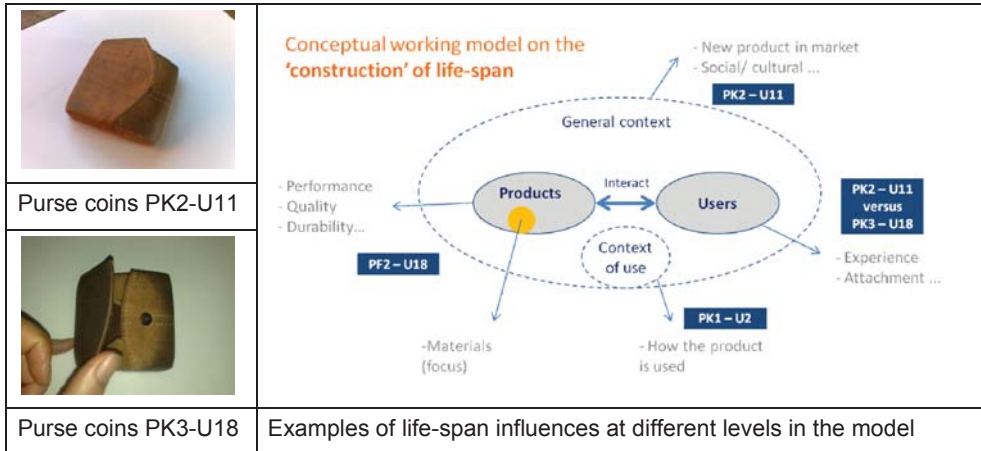 Purse coins PK2-U11
Purse coins PK3-U18
Conceptual working model on the
‘construction’ of life-span
- New product in market
- Social/ cultural ...
PK2 – U11
General context
- Performance
- Quality
- Durability...
Products
Interact
Users
PK2 – U11
versus
PK3 – U18
Context
of use
PF2 – U18
- Experience
- Attachment ...
PK1 – U2
-Materials
(focus)
- How the product
is used
Examples of life-span influences at different levels in the model